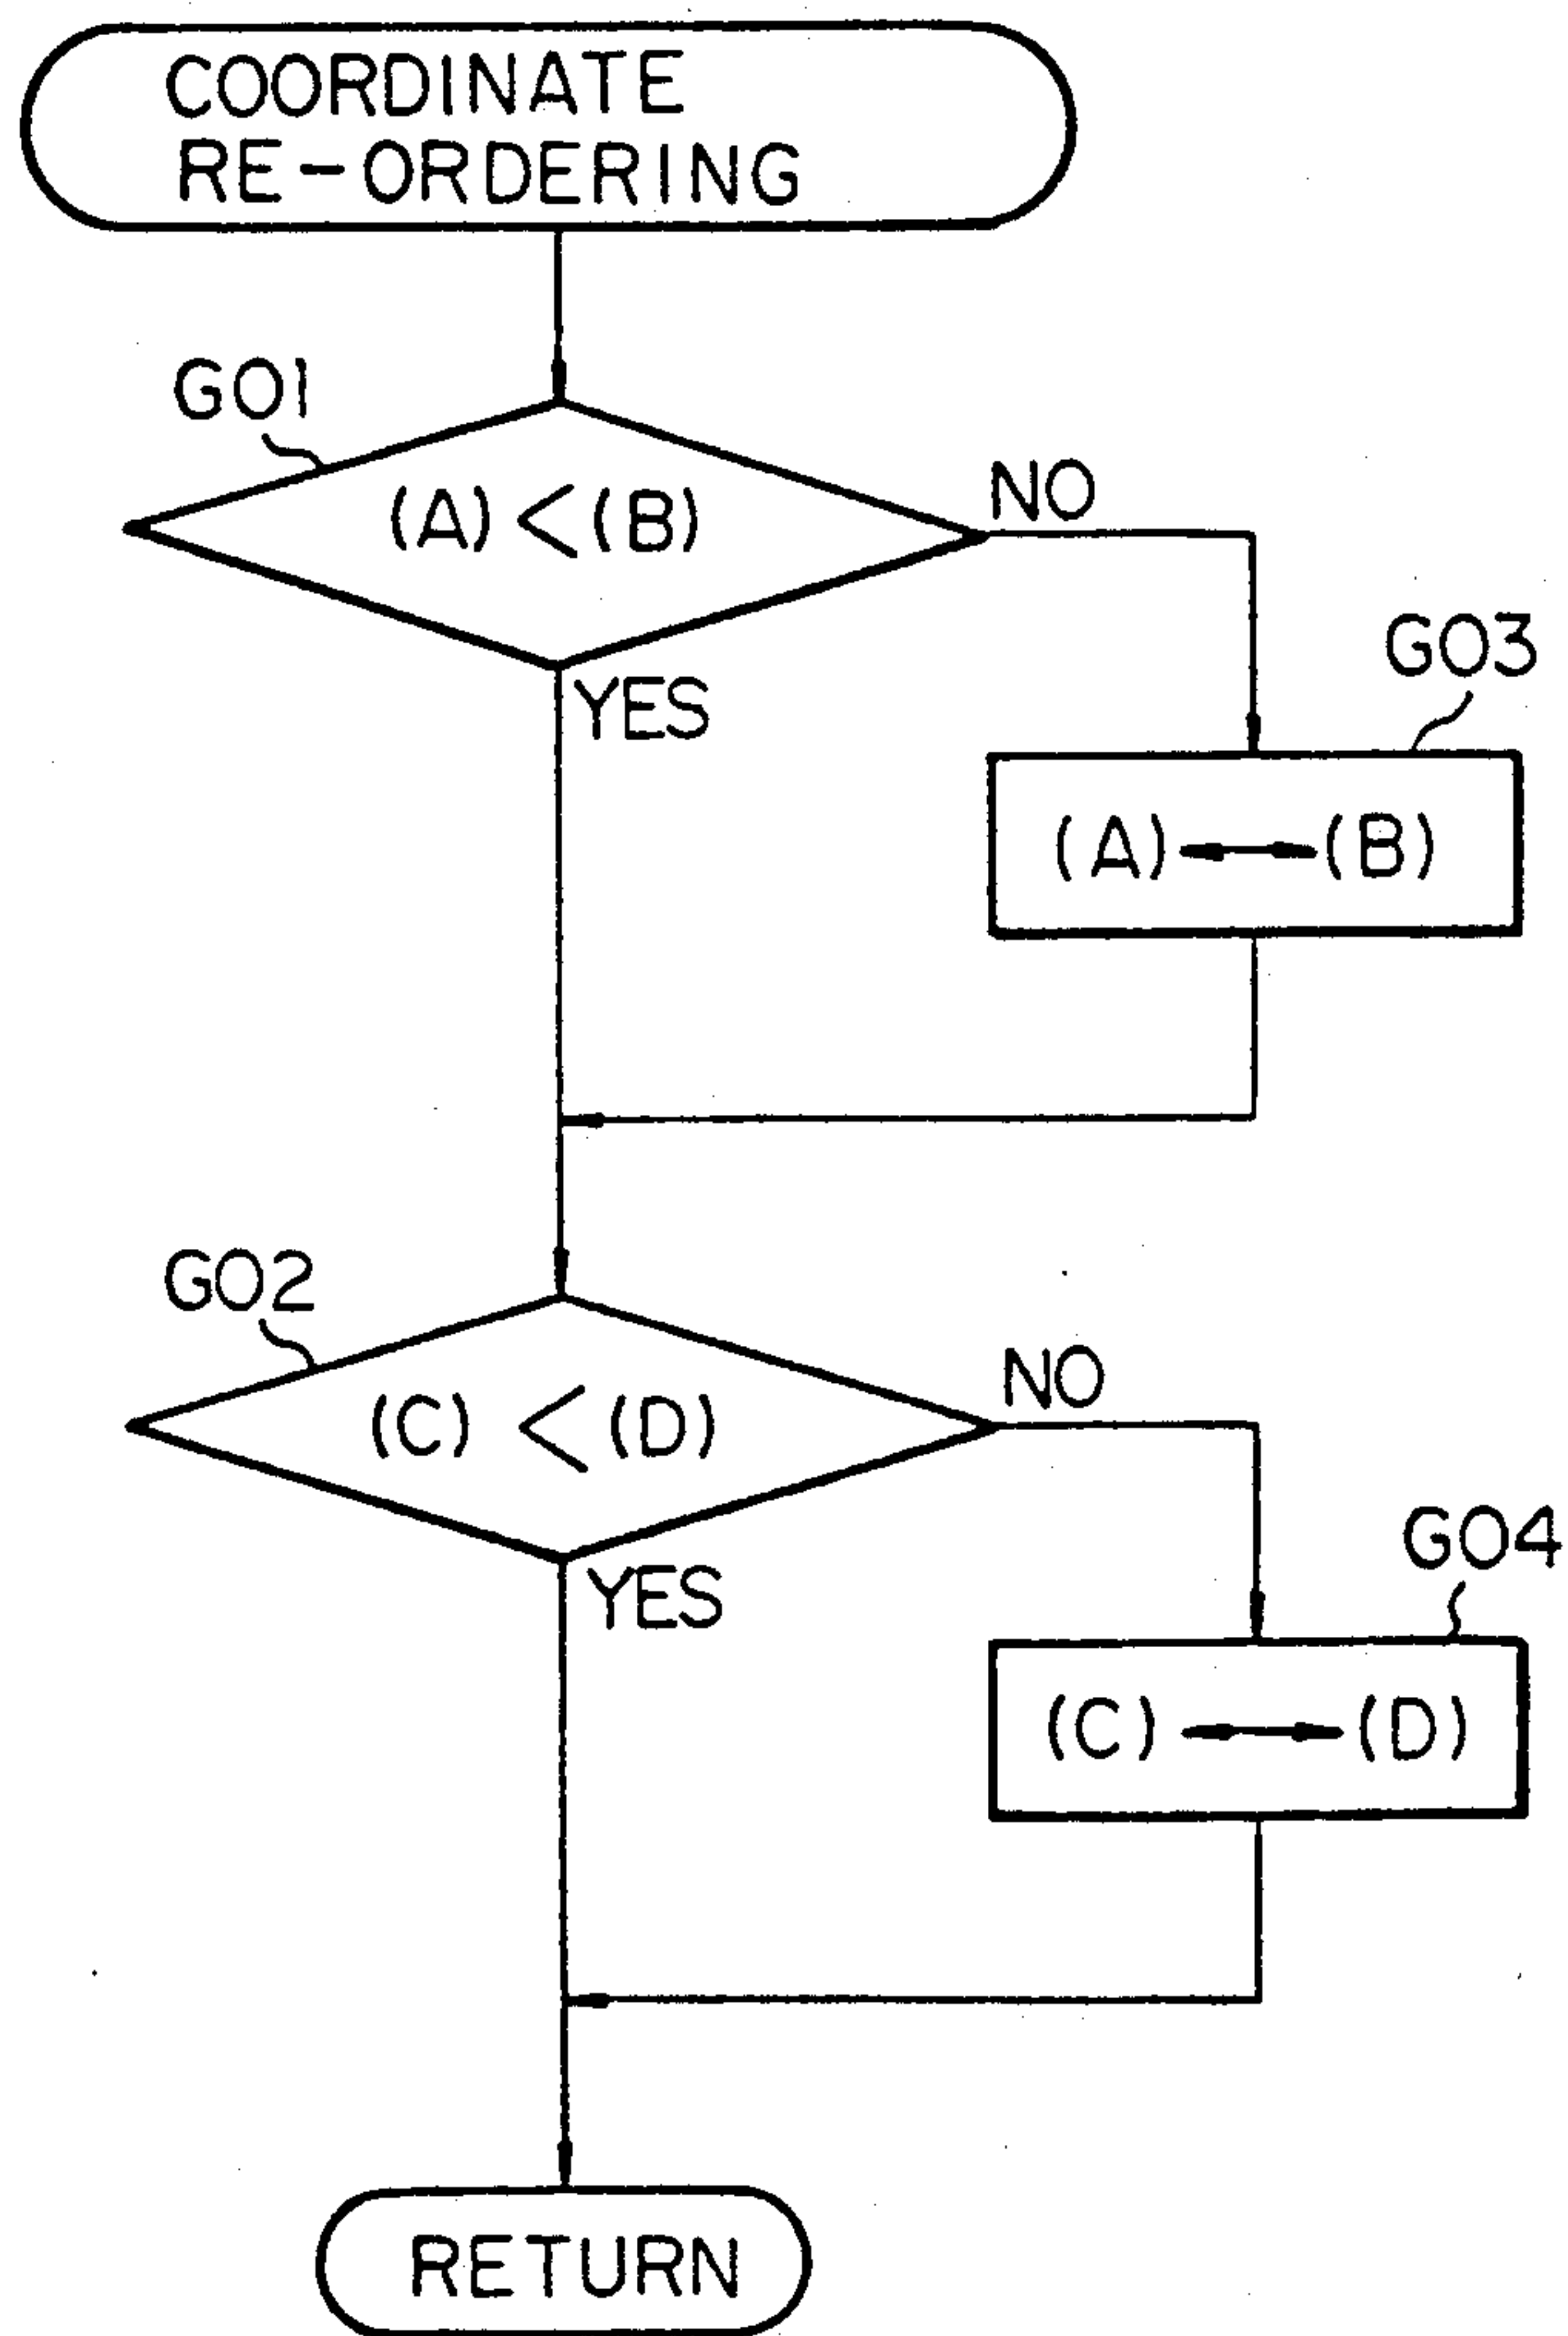 COORDINATE
RE-ORDERING
G01
(A)<(B)
NO
YES
G03
(A)↔(B)
G02
(C) <(D)
NO
YES
G04
(C)↔(D)
RETURN